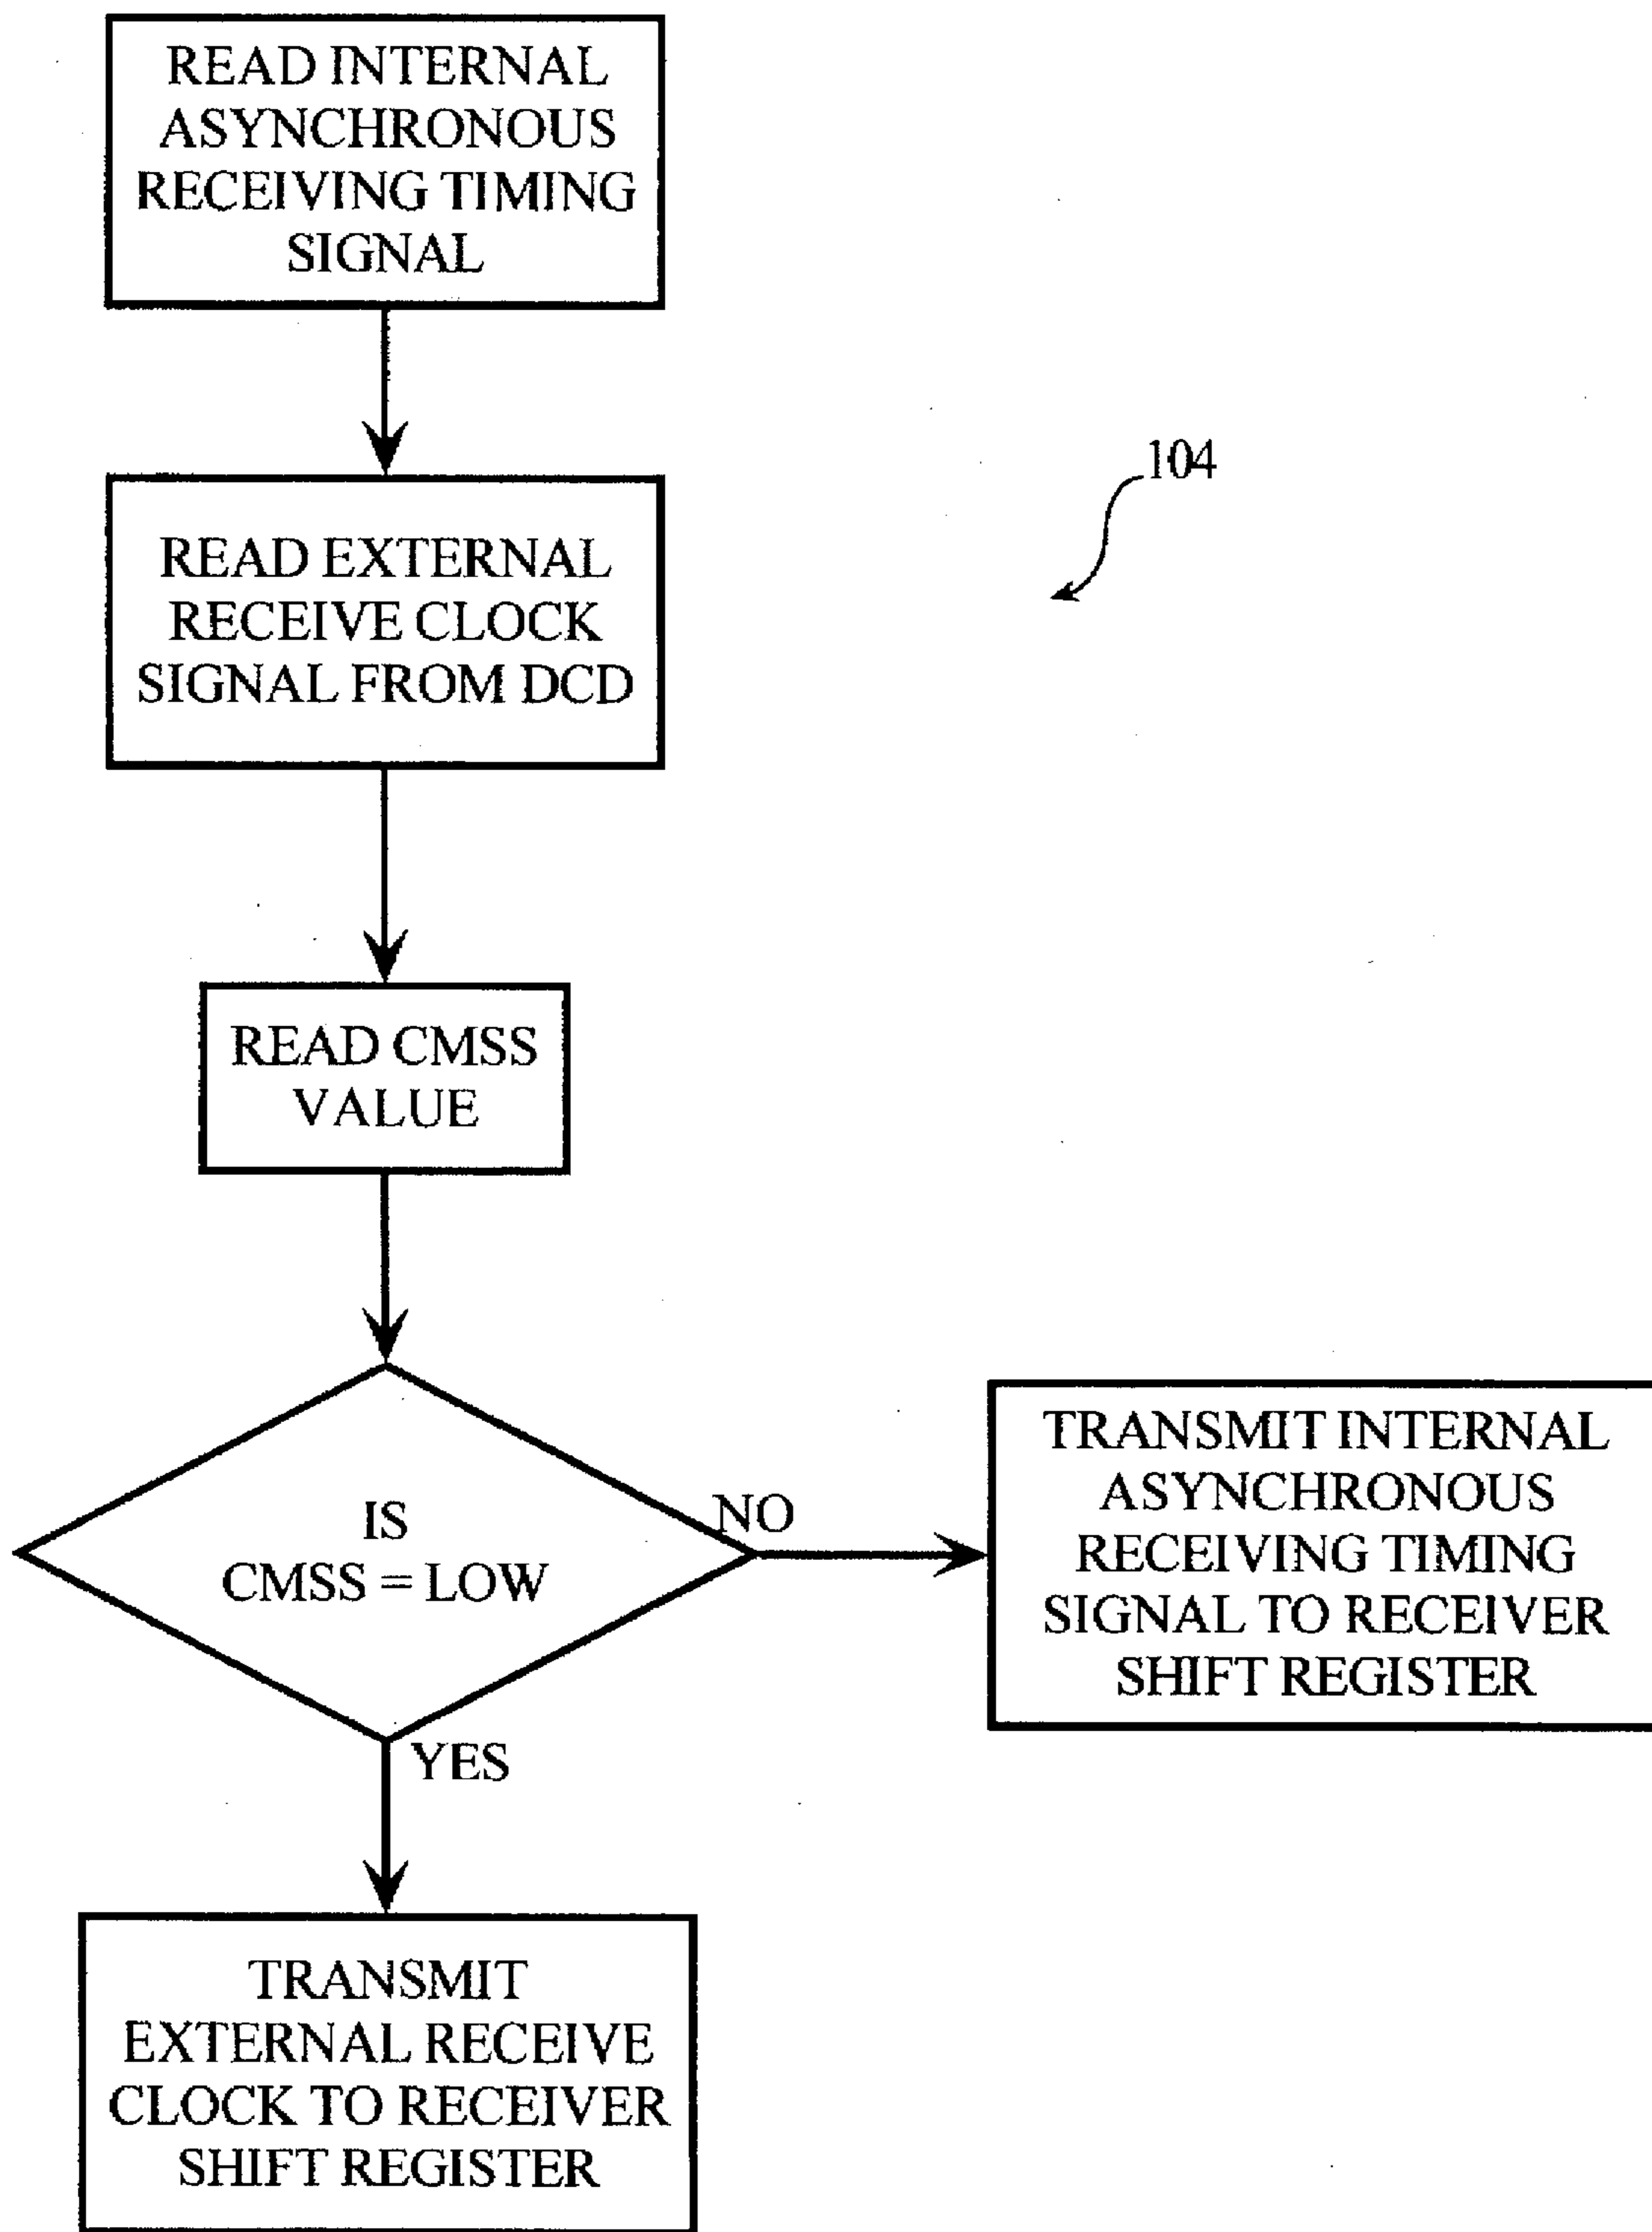 READ INTERNAL
ASYNCHRONOUS
RECEIVING TIMING
SIGNAL
104
READ EXTERNAL
RECEIVE CLOCK
SIGNAL FROM DCD
READ CMSS
VALUE
IS
CMSS = LOW
NO
TRANSMIT INTERNAL
ASYNCHRONOUS
RECEIVING TIMING
SIGNAL TO RECEIVER
SHIFT REGISTER
YES
TRANSMIT
EXTERNAL RECEIVE
CLOCK TO RECEIVER
SHIFT REGISTER